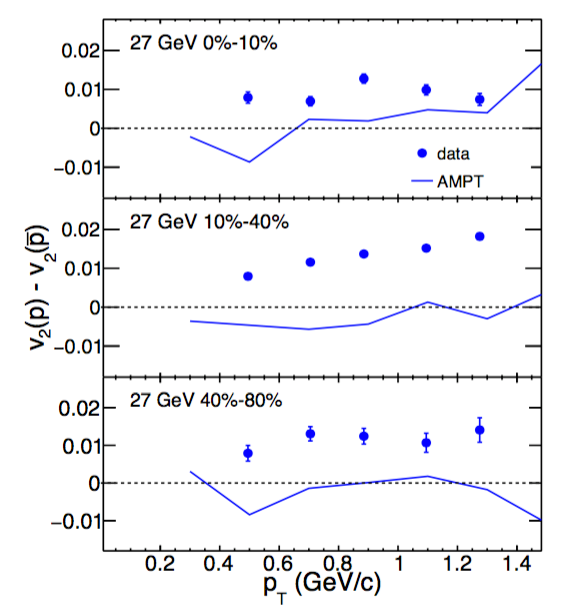 27 GeV 0%-10%
0.02
0.01
0
−0.01
data
AMPT
27 GeV 10%-40%
0.02
0.01
0
−0.01
v₂(p) - v₂(p̅)
27 GeV 40%-80%
0.02
0.01
0
−0.01
0.2 0.4 0.6 0.8 1 1.2 1.4
p_T (GeV/c)